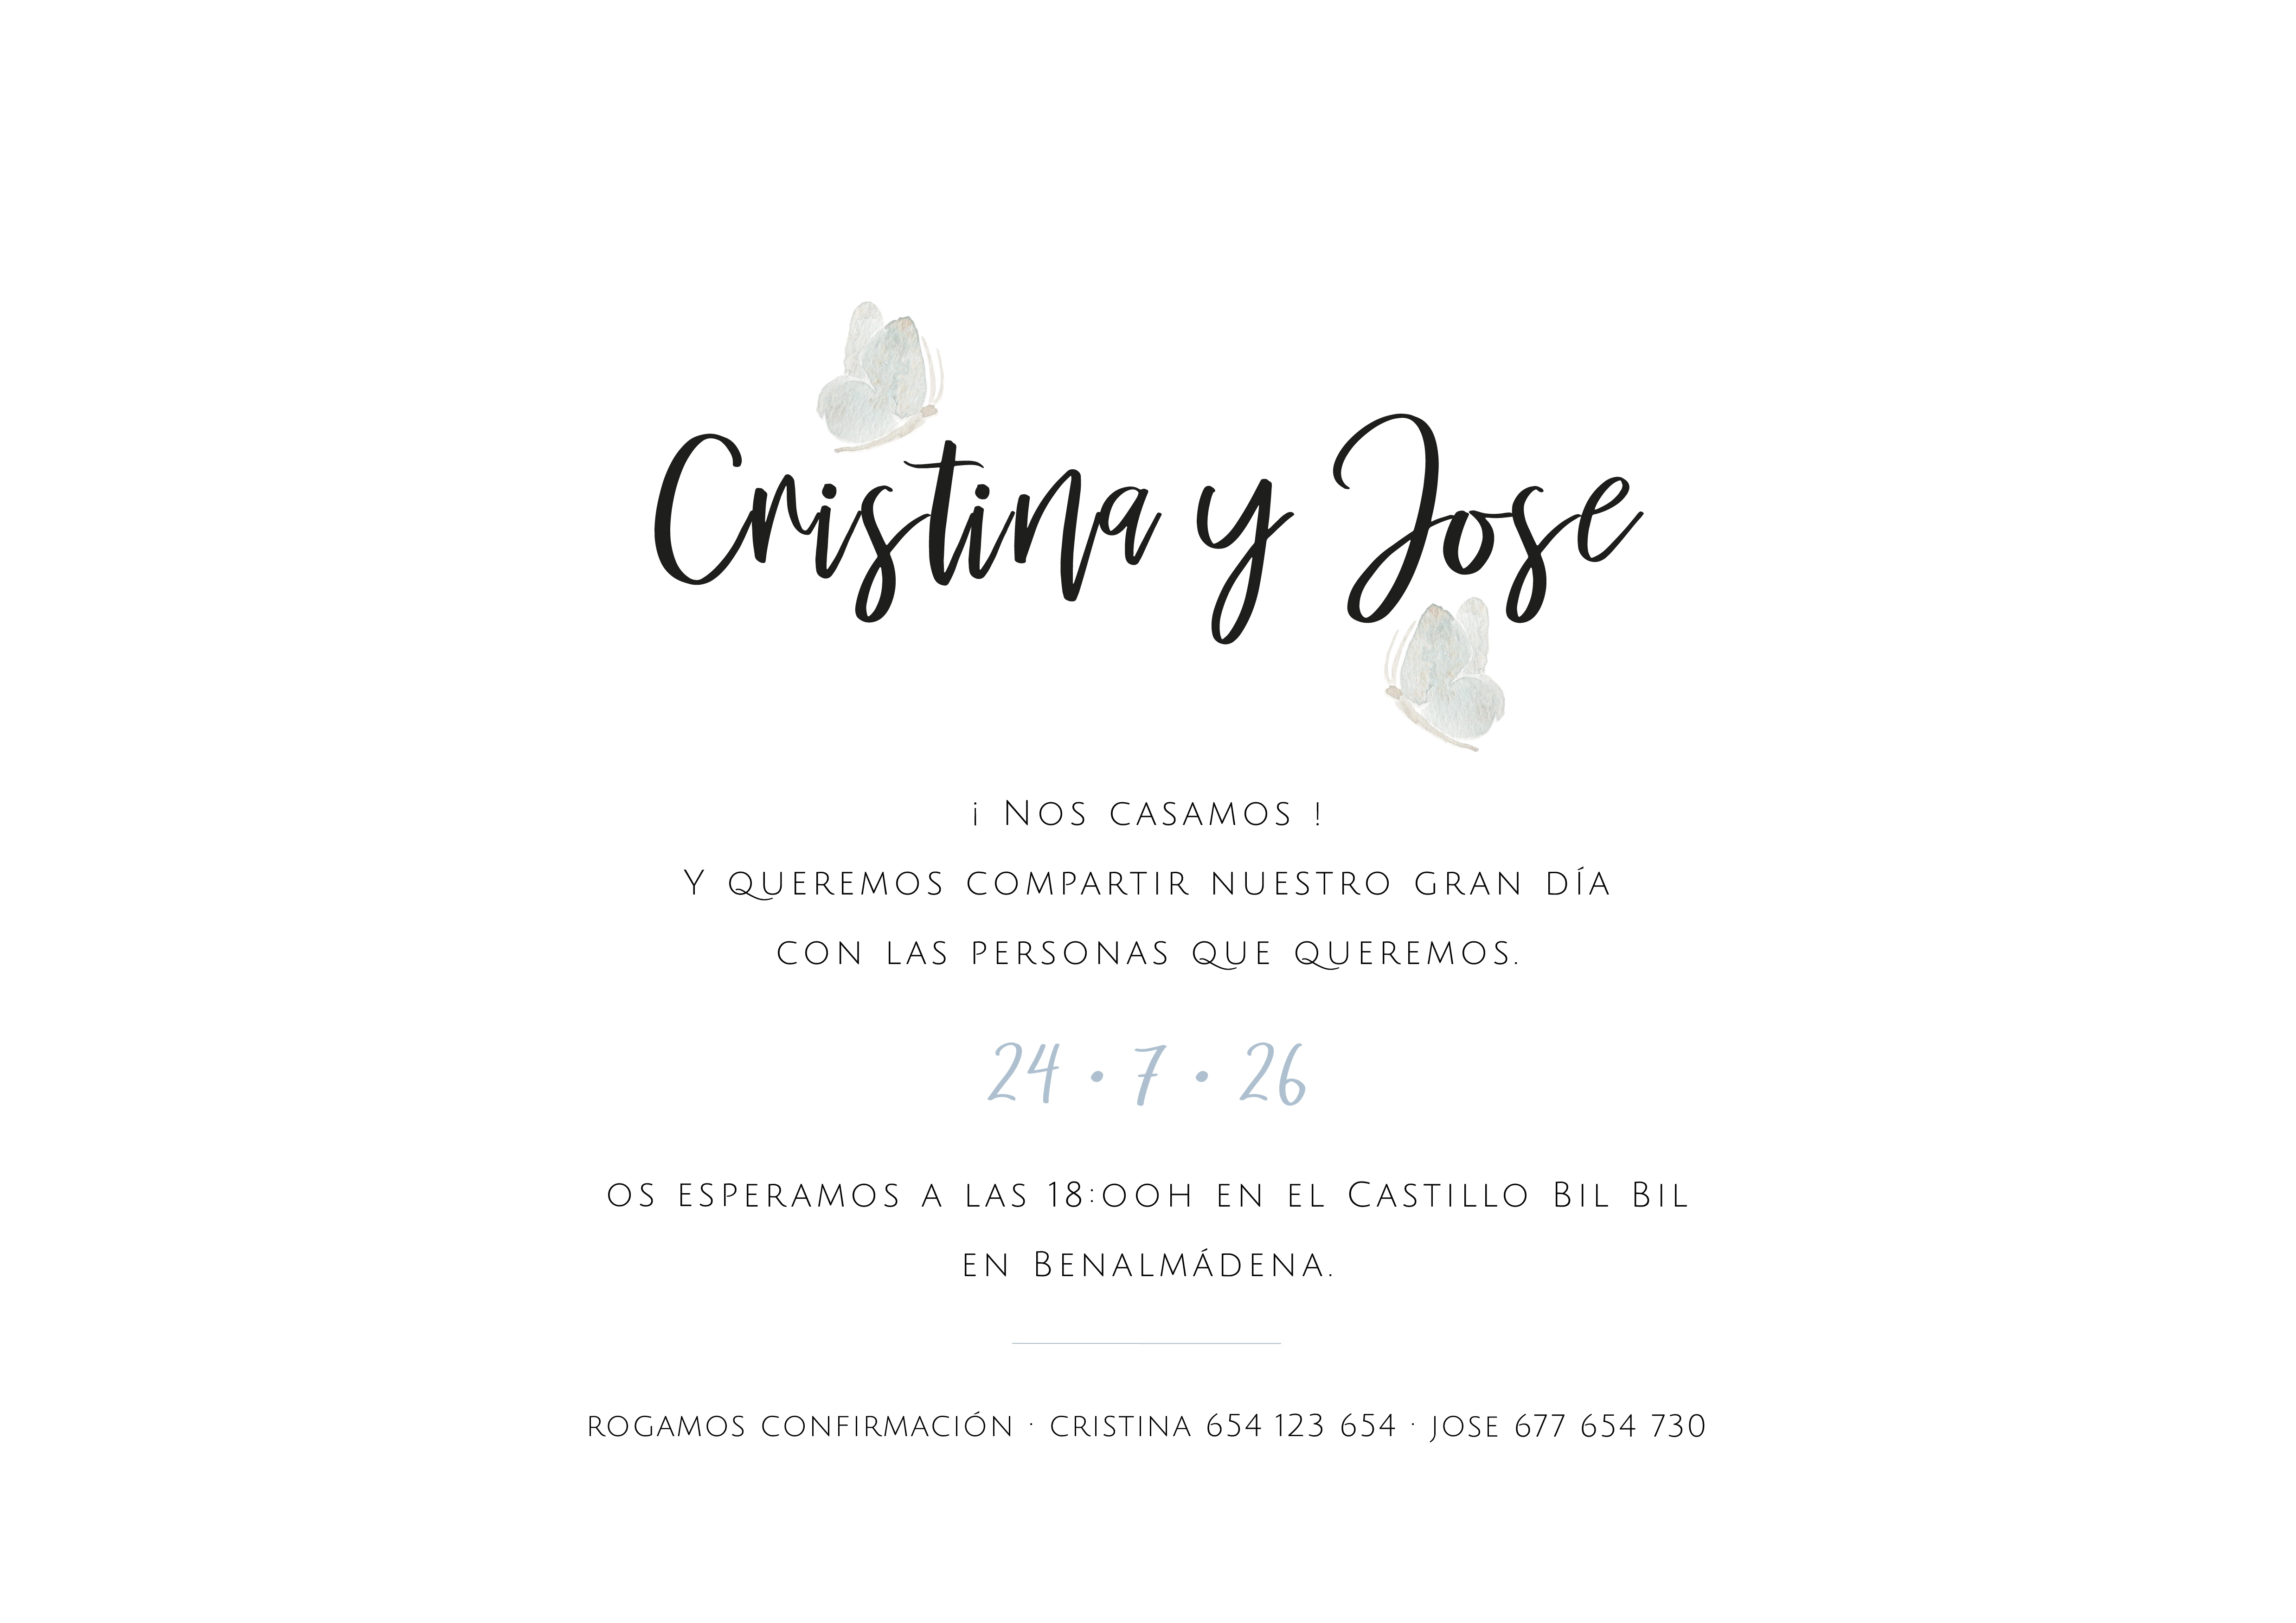 Cristina y Jose
¡ Nos casamos !
Y queremos compartir nuestro gran día
con las personas que queremos.
24 • 7 • 26
os esperamos a las 18:00h en el Castillo Bil Bil
en Benalmádena.
rogamos confirmación · cristina 654 123 654 · jose 677 654 730